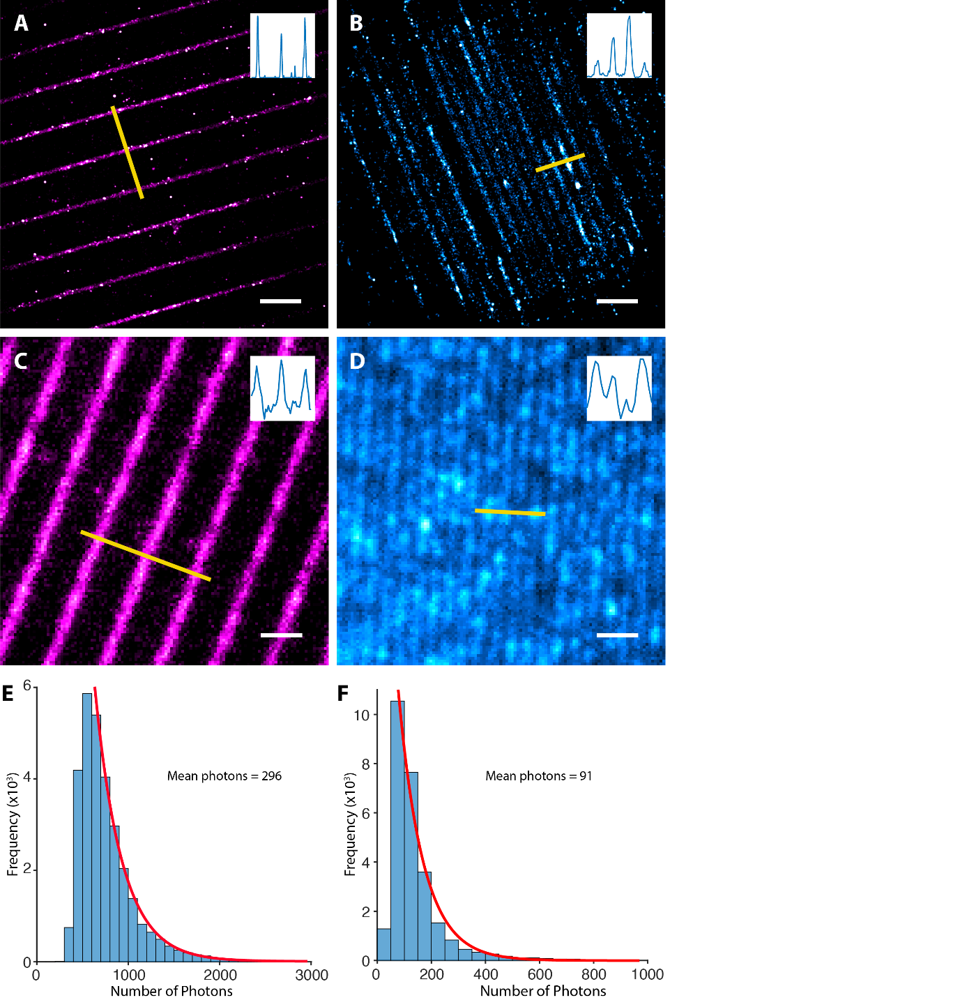 A
B
C
D
E
6
4
2
0
Frequency (x10³)
Mean photons = 296
0
1000
2000
3000
Number of Photons
F
10
8
6
4
2
0
Frequency (x10³)
Mean photons = 91
0
200
400
600
800
1000
Number of Photons